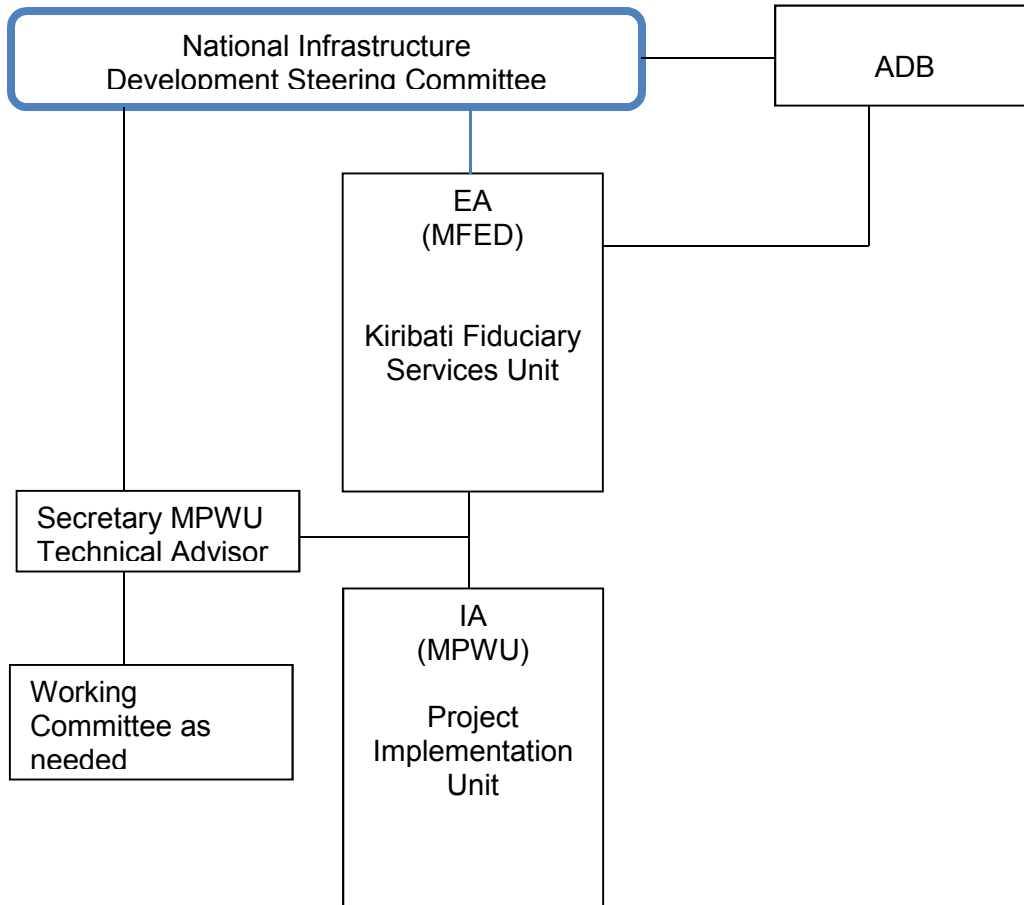 National Infrastructure
Development Steering Committee
ADB
EA
(MFED)
Kiribati Fiduciary
Services Unit
Secretary MPWU
Technical Advisor
IA
(MPWU)
Project
Implementation
Unit
Working
Committee as
needed